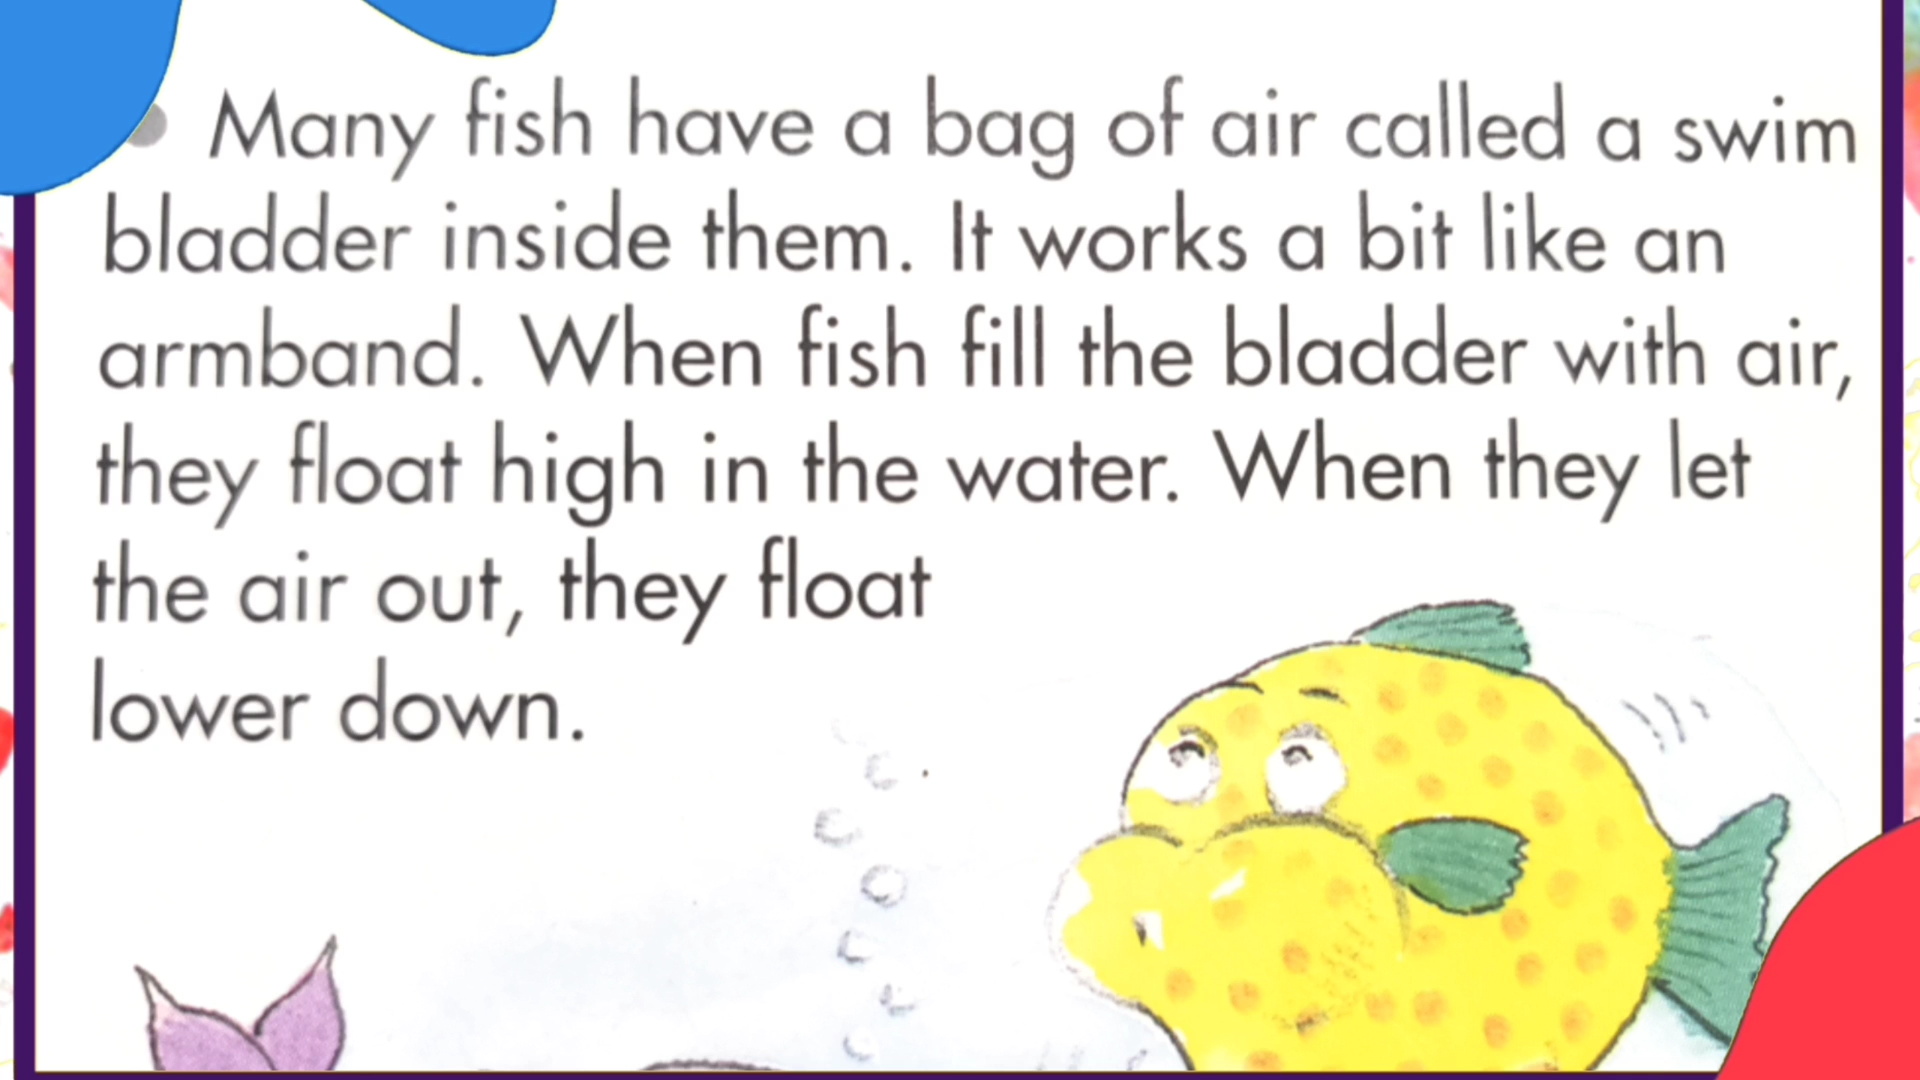 Many fish have a bag of air called a swim
bladder inside them. It works a bit like an
armband. When fish fill the bladder with air,
they float high in the water. When they let
the air out, they float
lower down.